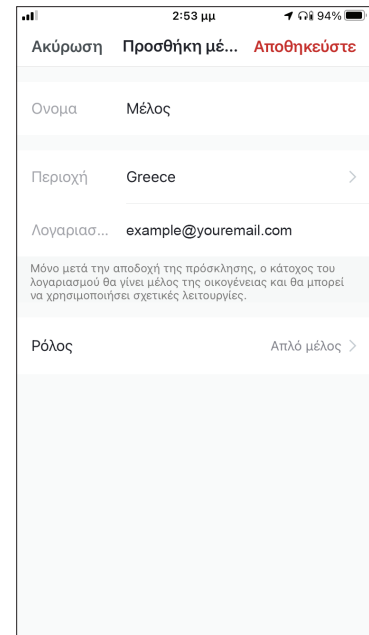 2:53 μμ 94%
Ακύρωση Προσθήκη μέ... Αποθηκεύστε
Ονομα Μέλος
Περιοχή Greece
Λογαριασ... example@youremail.com
Μόνο μετά την αποδοχή της πρόσκλησης, ο κάτοχος του
λογαριασμού θα γίνει μέλος της οικογένειας και θα μπορεί
να χρησιμοποιήσει σχετικές λειτουργίες.
Ρόλος Απλό μέλος